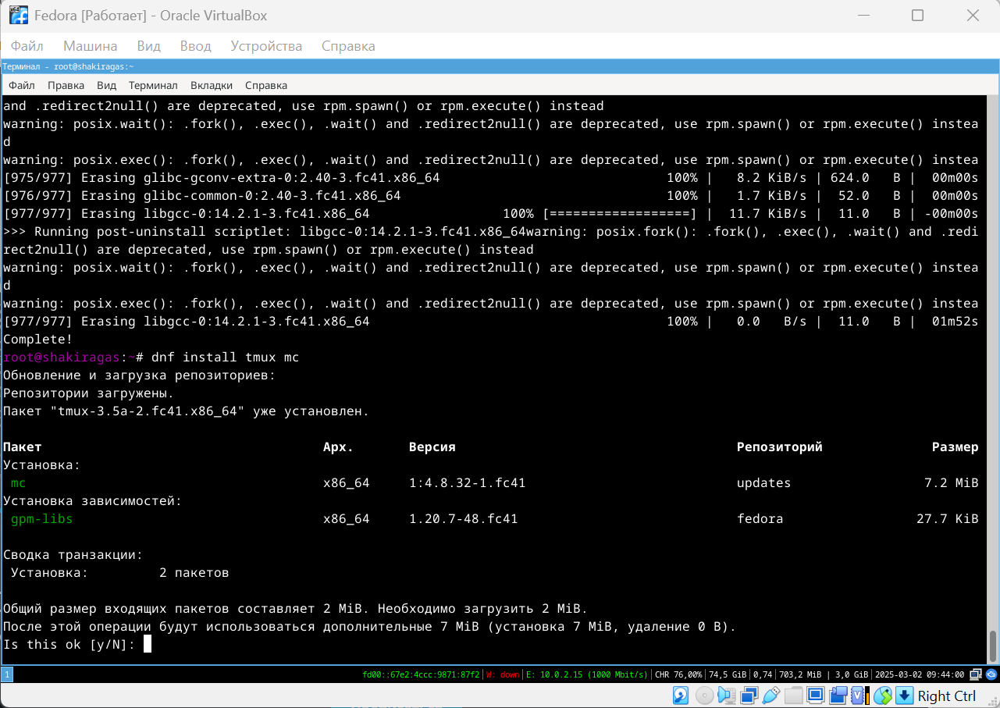 Fedora [Работает] - Oracle VirtualBox
Файл Машина Вид Ввод Устройства Справка
Терминал - root@shakiragas:~
Файл Правка Вид Терминал Вкладки Справка
and .redirect2null() are deprecated, use rpm.spawn() or rpm.execute() instead
warning: posix.wait(): .fork(), .exec(), .wait() and .redirect2null() are deprecated, use rpm.spawn() or rpm.execute() instea
d
warning: posix.exec(): .fork(), .exec(), .wait() and .redirect2null() are deprecated, use rpm.spawn() or rpm.execute() instea
[975/977] Erasing glibc-gconv-extra-0:2.40-3.fc41.x86_64 100% | 8.2 KiB/s | 624.0 B | 00m00s
[976/977] Erasing glibc-common-0:2.40-3.fc41.x86_64 100% | 1.7 KiB/s | 52.0 B | 00m00s
[977/977] Erasing libgcc-0:14.2.1-3.fc41.x86_64 100% [==================] | 11.7 KiB/s | 11.0 B | -00m00s
>>> Running post-uninstall scriptlet: libgcc-0:14.2.1-3.fc41.x86_64warning: posix.fork(): .fork(), .exec(), .wait() and .redi
rect2null() are deprecated, use rpm.spawn() or rpm.execute() instead
warning: posix.wait(): .fork(), .exec(), .wait() and .redirect2null() are deprecated, use rpm.spawn() or rpm.execute() instea
d
warning: posix.exec(): .fork(), .exec(), .wait() and .redirect2null() are deprecated, use rpm.spawn() or rpm.execute() instea
[977/977] Erasing libgcc-0:14.2.1-3.fc41.x86_64 100% | 0.0 B/s | 11.0 B | 01m52s
Complete!
root@shakiragas:~# dnf install tmux mc
Обновление и загрузка репозиториев:
Репозитории загружены.
Пакет "tmux-3.5a-2.fc41.x86_64" уже установлен.
Пакет Арх. Версия Репозиторий Размер
Установка:
mc x86_64 1:4.8.32-1.fc41 updates 7.2 MiB
Установка зависимостей:
gpm-libs x86_64 1.20.7-48.fc41 fedora 27.7 KiB
Сводка транзакции:
Установка: 2 пакетов
Общий размер входящих пакетов составляет 2 MiB. Необходимо загрузить 2 MiB.
После этой операции будут использоваться дополнительные 7 MiB (установка 7 MiB, удаление 0 B).
Is this ok [y/N]:
1 fd00::67e2:4ccc:9871:87f2 | W: down | E: 10.0.2.15 (1000 Mbit/s) | CHR 76,00% | 74,5 GiB | 0,74 | 703,2 MiB | 3,0 GiB | 2025-03-02 09:44:00
Right Ctrl